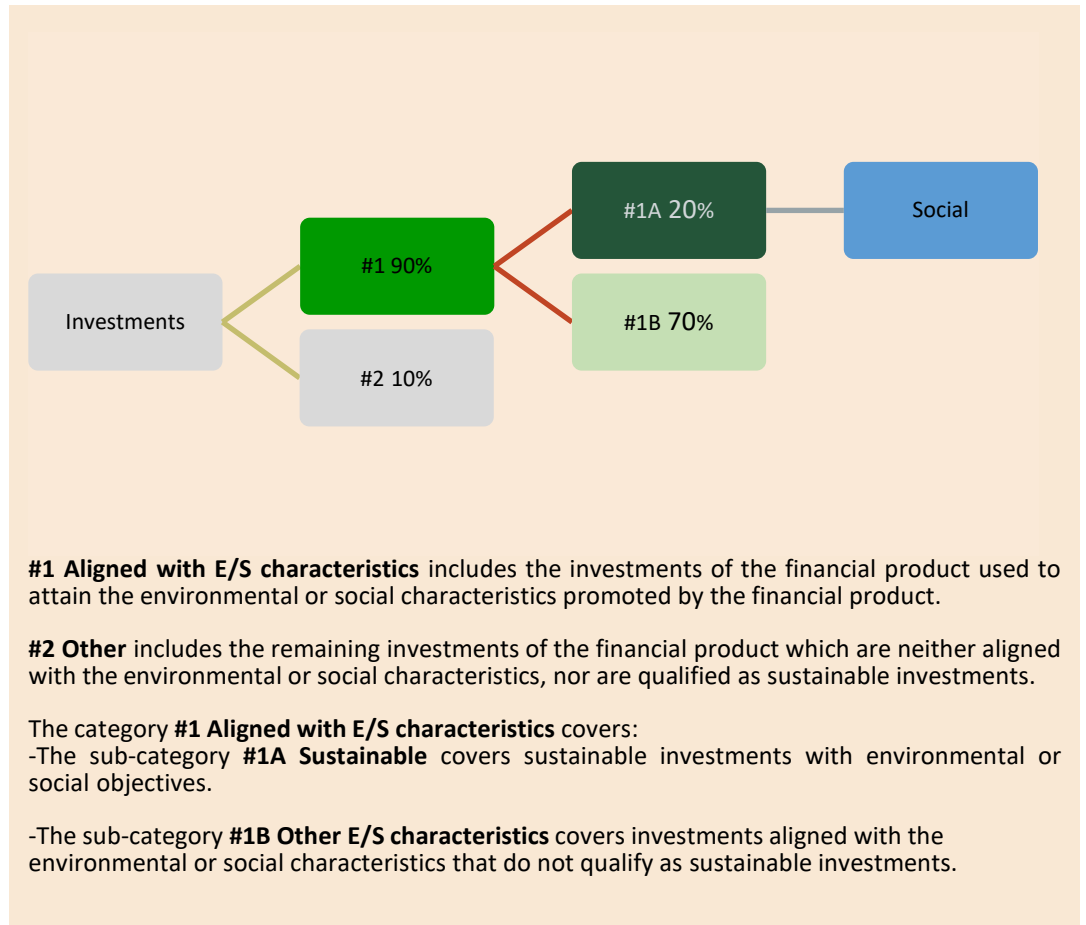 #1A 20%
Social
#1 90%
Investments
#1B 70%
#2 10%
#1 Aligned with E/S characteristics includes the investments of the financial product used to
attain the environmental or social characteristics promoted by the financial product.
#2 Other includes the remaining investments of the financial product which are neither aligned
with the environmental or social characteristics, nor are qualified as sustainable investments.
The category #1 Aligned with E/S characteristics covers:
-The sub-category #1A Sustainable covers sustainable investments with environmental or
social objectives.
-The sub-category #1B Other E/S characteristics covers investments aligned with the
environmental or social characteristics that do not qualify as sustainable investments.